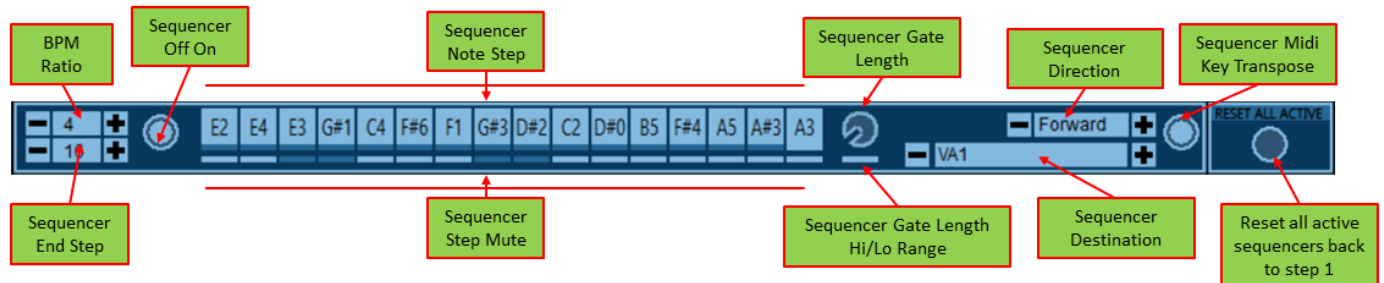 BPM
Ratio
Sequencer
Off On
Sequencer
Note Step
Sequencer Gate
Length
Sequencer
Direction
Sequencer Midi
Key Transpose
- 4 +
- 16 +
E2 E4 E3 G#1 C4 F#6 F1 G#3 D#2 C2 D#0 B5 F#4 A5 A#3 A3
- Forward +
- VA1 +
RESET ALL ACTIVE
Sequencer
End Step
Sequencer
Step Mute
Sequencer Gate Length
Hi/Lo Range
Sequencer
Destination
Reset all active
sequencers back
to step 1